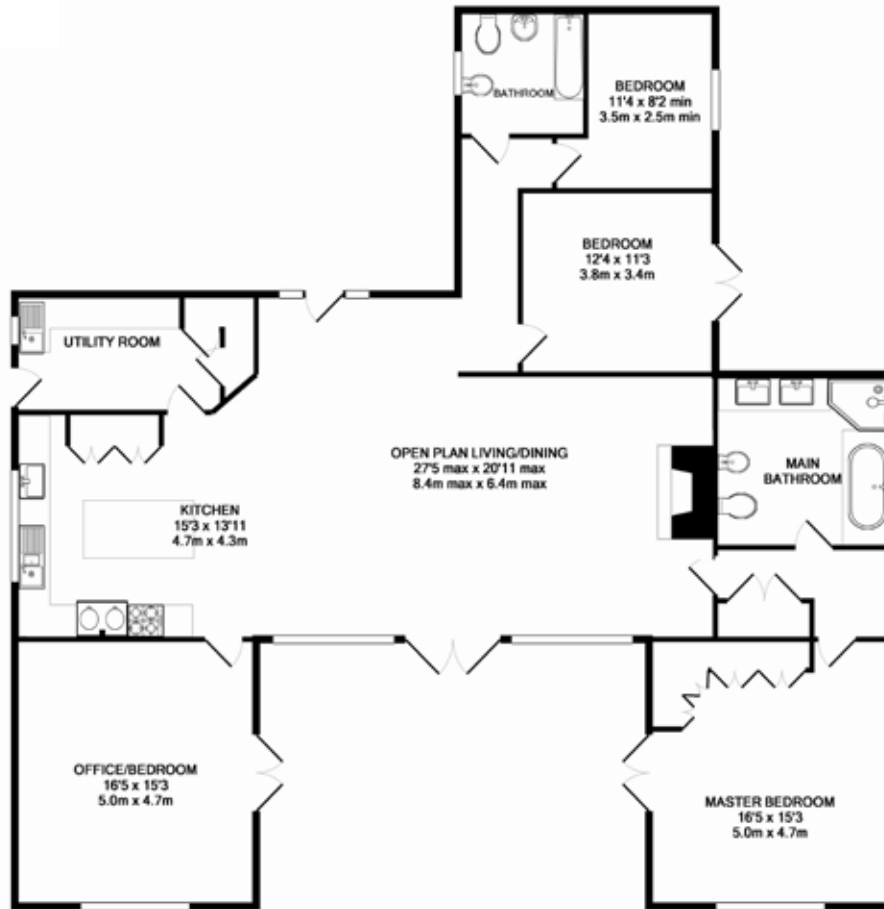 BATHROOM
BEDROOM
11'4 x 8'2 min
3.5m x 2.5m min
BEDROOM
12'4 x 11'3
3.8m x 3.4m
UTILITY ROOM
OPEN PLAN LIVING/DINING
27'5 max x 20'11 max
8.4m max x 6.4m max
MAIN
BATHROOM
KITCHEN
15'3 x 13'11
4.7m x 4.3m
OFFICE/BEDROOM
16'5 x 15'3
5.0m x 4.7m
MASTER BEDROOM
16'5 x 15'3
5.0m x 4.7m